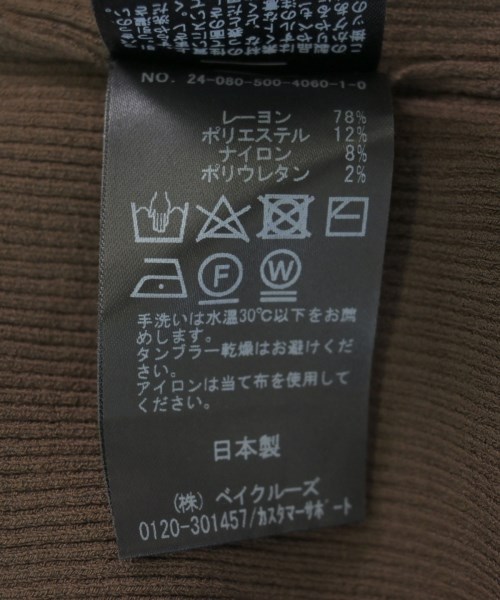 NO. 24-080-500-4060-1-0
レーヨン 78%
ポリエステル 12%
ナイロン 8%
ポリウレタン 2%
F W
手洗いは水温30℃以下をお薦
めします。
タンブラー乾燥はお避けくだ
さい。
アイロンは当て布を使用して
ください。
日本製
(株) ベイクルーズ
0120-301457/ｶｽﾀﾏｰｻﾎﾟｰﾄ